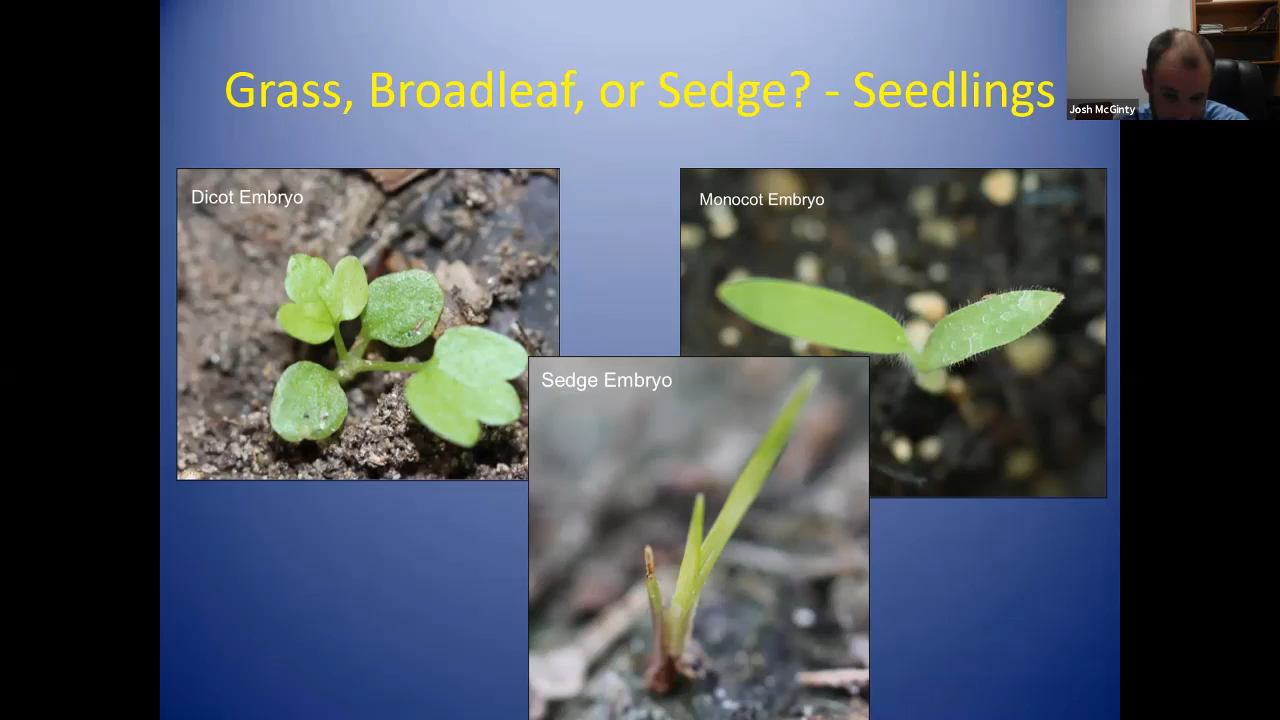 Grass, Broadleaf, or Sedge? - Seedlings
Josh McGinty
Dicot Embryo
Monocot Embryo
Sedge Embryo